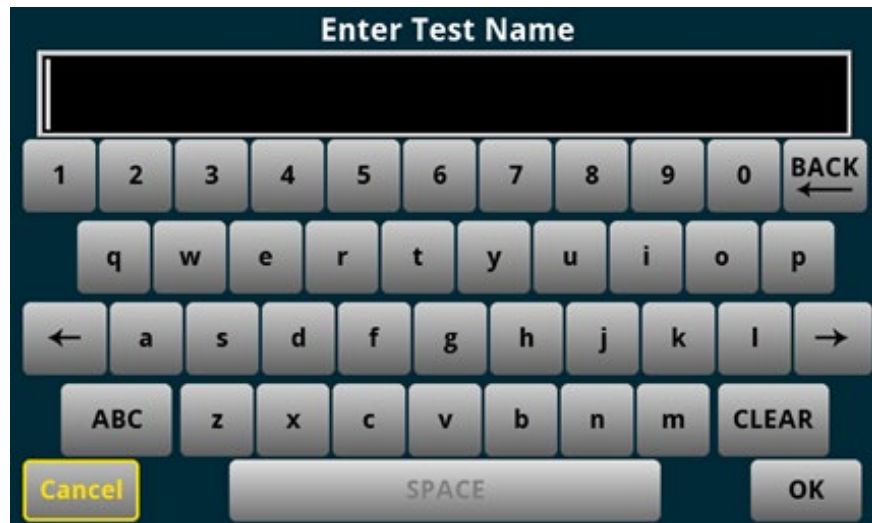 Enter Test Name
1 2 3 4 5 6 7 8 9 0 BACK
q w e r t y u i o p
← a s d f g h j k l →
ABC z x c v b n m CLEAR
Cancel SPACE OK